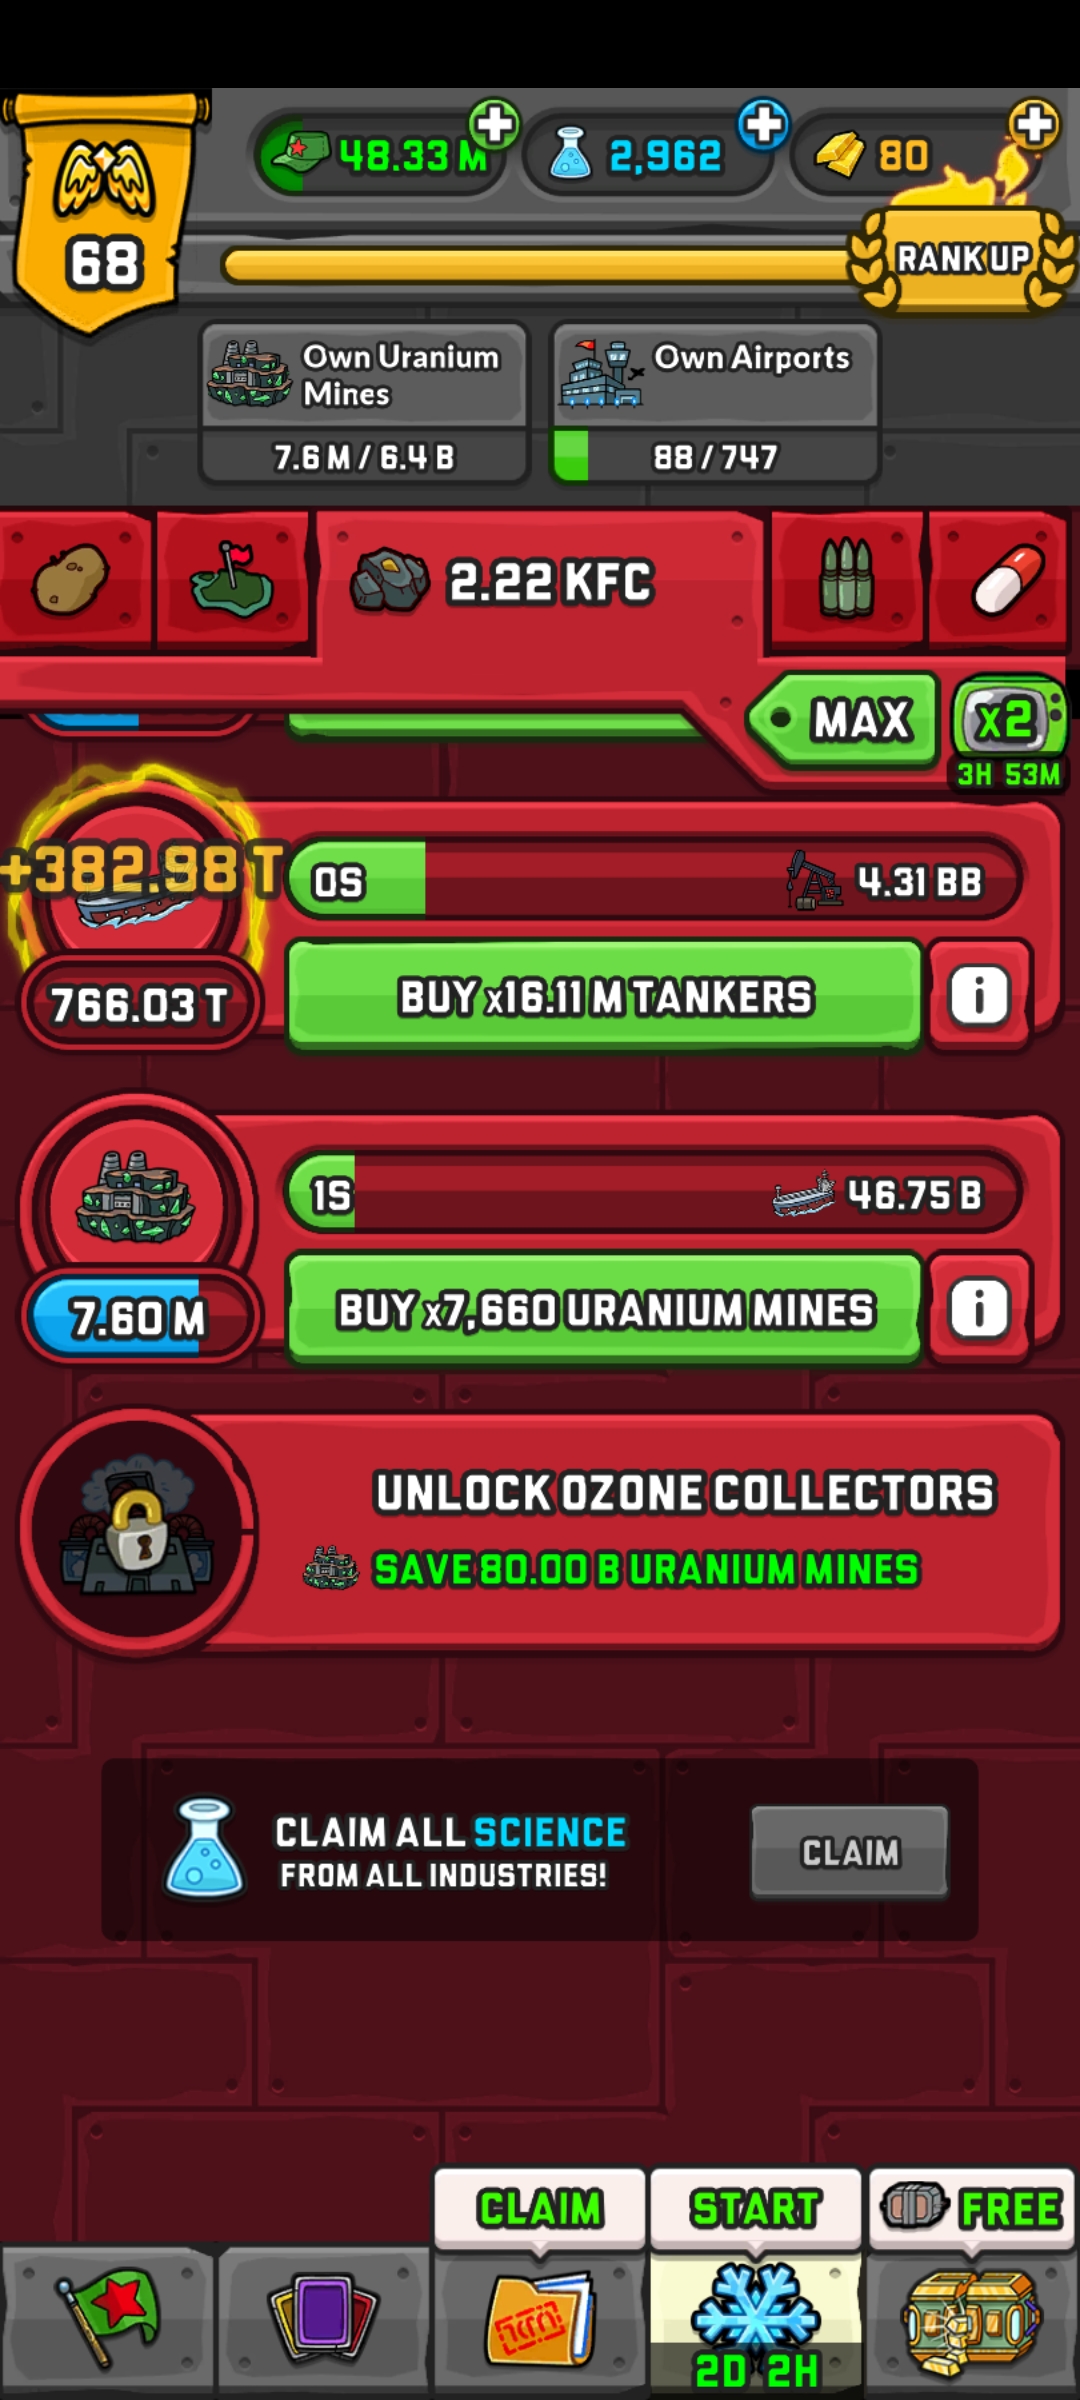 48.33 M
2,962
80
68
RANK UP
Own Uranium
Mines
7.6 M / 6.4 B
Own Airports
88 / 747
2.22 KFC
MAX
x2
3H 53M
+382.98 T
0S
4.31 BB
766.03 T
BUY x16.11 M TANKERS
i
1S
46.75 B
7.60 M
BUY x7,660 URANIUM MINES
i
UNLOCK OZONE COLLECTORS
SAVE 80.00 B URANIUM MINES
CLAIM ALL SCIENCE
FROM ALL INDUSTRIES!
CLAIM
CLAIM
START
FREE
2D 2H